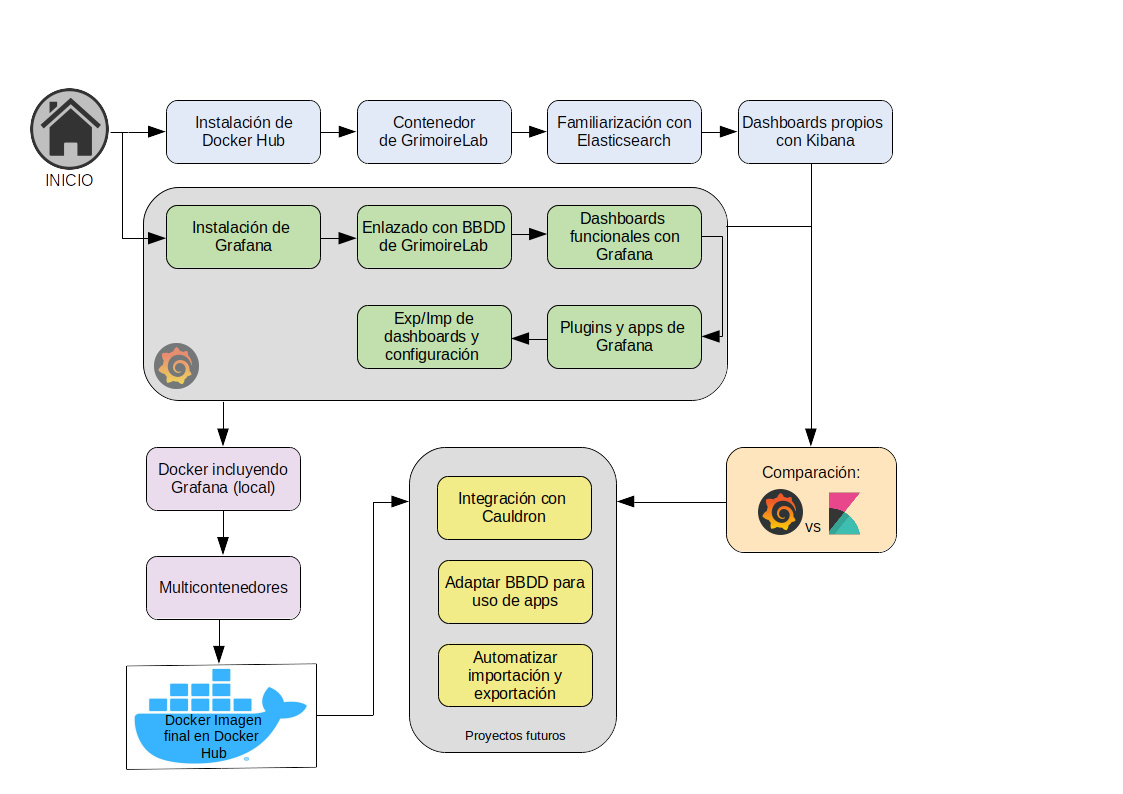 INICIO
Instalación de
Docker Hub
Contenedor
de GrimoireLab
Familiarización con
Elasticsearch
Dashboards propios
con Kibana
Instalación de
Grafana
Enlazado con BBDD
de GrimoireLab
Dashboards
funcionales con
Grafana
Exp/Imp de
dashboards y
configuración
Plugins y apps de
Grafana
Docker incluyendo
Grafana (local)
Multicontenedores
Docker Imagen
final en Docker
Hub
Integración con
Cauldron
Adaptar BBDD para
uso de apps
Automatizar
importación y
exportación
Proyectos futuros
Comparación:
vs